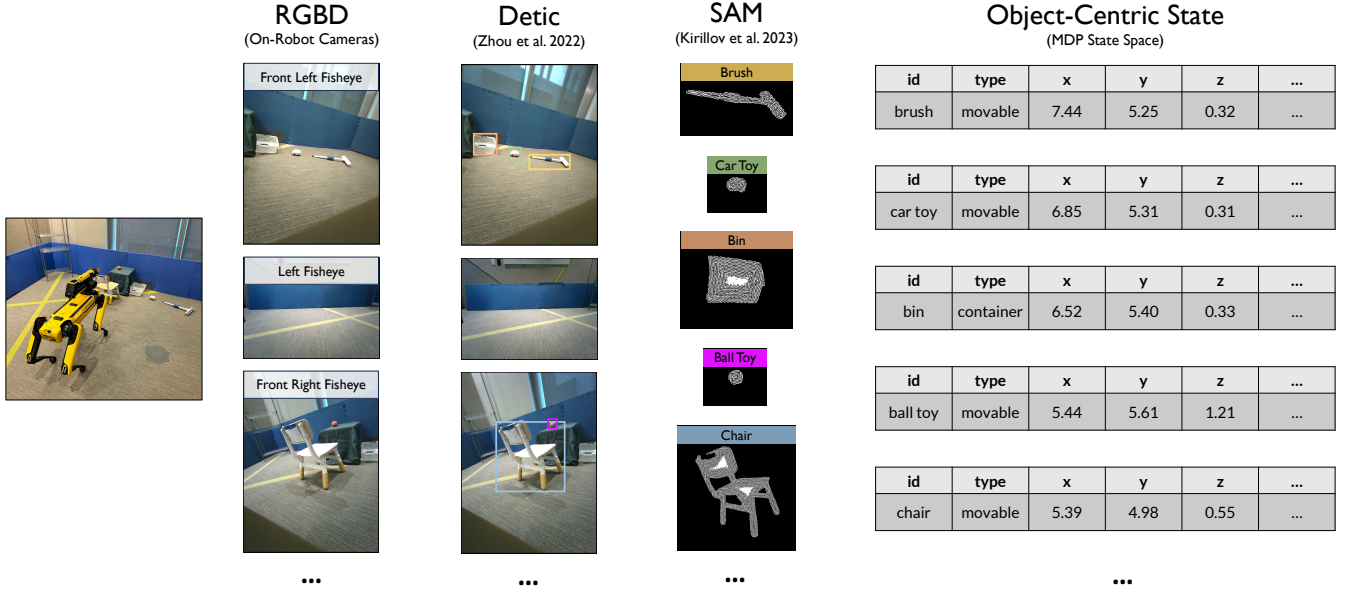 RGBD
(On-Robot Cameras)
Detic
(Zhou et al. 2022)
SAM
(Kirillov et al. 2023)
Object-Centric State
(MDP State Space)
Front Left Fisheye
Left Fisheye
Front Right Fisheye
...
...
Brush
Car Toy
Bin
Ball Toy
Chair
...
id type x y z ...
brush movable 7.44 5.25 0.32 ...
id type x y z ...
car toy movable 6.85 5.31 0.31 ...
id type x y z ...
bin container 6.52 5.40 0.33 ...
id type x y z ...
ball toy movable 5.44 5.61 1.21 ...
id type x y z ...
chair movable 5.39 4.98 0.55 ...
...